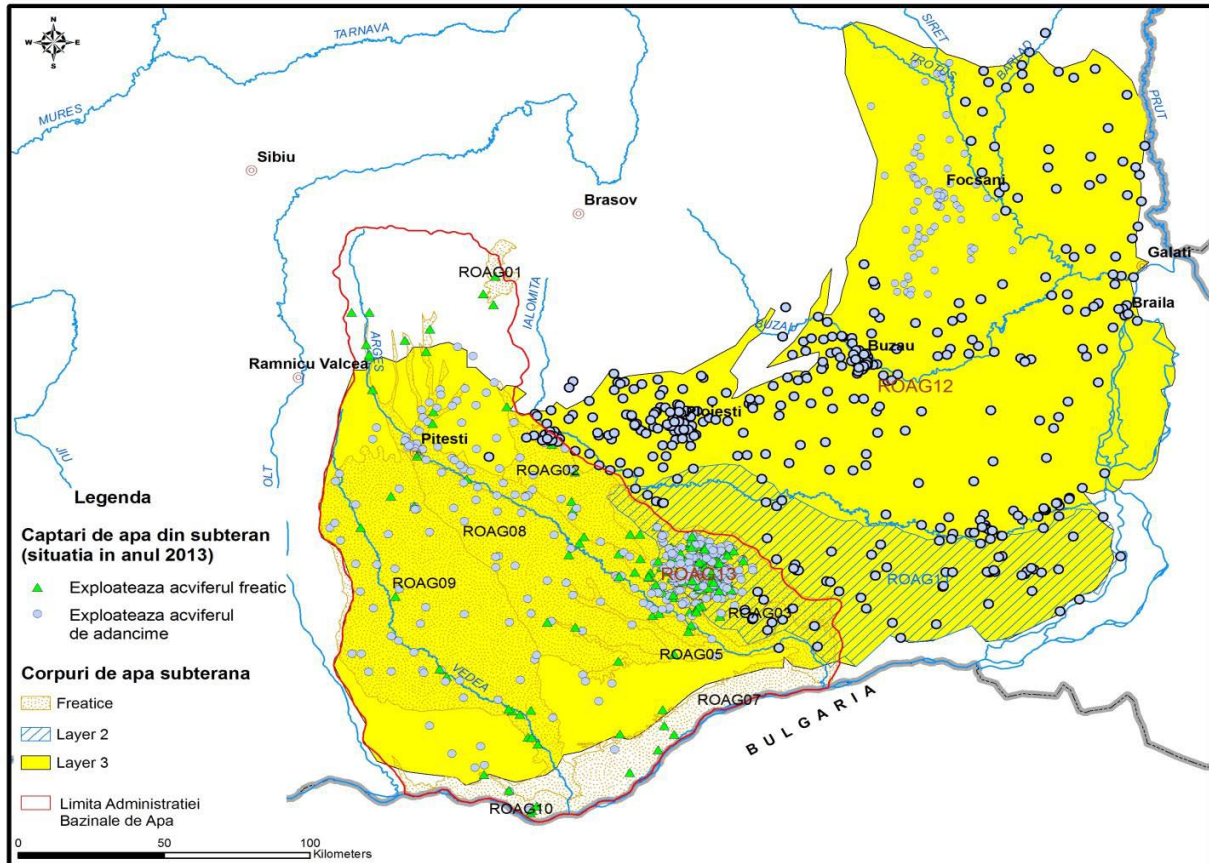 N
W E
S
TARNAVA
MURES
SIRET
TROTUS
BARLAD
PRUT
Sibiu
Brasov
Focsani
Galati
ROAG01
IALOMITA
BUZAU
Braila
ARGES
Buzau
Ramnicu Valcea
ROAG12
Ploiesti
Pitesti
JIU
OLT
ROAG02
ROAG08
ROAG11
ROAG13
ROAG09
ROAG03
ROAG05
VEDEA
ROAG07
BULGARIA
ROAG10
Legenda
Captari de apa din subteran
(situatia in anul 2013)
Exploateaza acviferul freatic
Exploateaza acviferul
de adancime
Corpuri de apa subterana
Freatice
Layer 2
Layer 3
Limita Administratiei
Bazinale de Apa
0 50 100
Kilometers